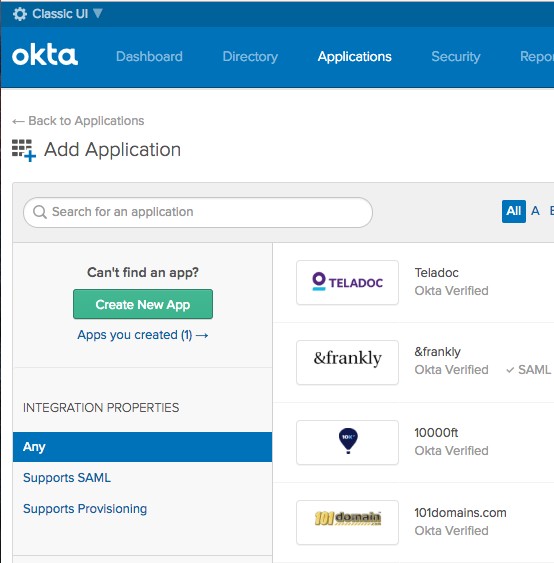 Classic UI
okta Dashboard Directory Applications Security Repo
← Back to Applications
Add Application
Search for an application
All A
Can't find an app?
Create New App
Apps you created (1) →
INTEGRATION PROPERTIES
Any
Supports SAML
Supports Provisioning
TELADOC
Teladoc
Okta Verified
&frankly
&frankly
Okta Verified ✓ SAML
10000ft
Okta Verified
101domain
101domains.com
Okta Verified